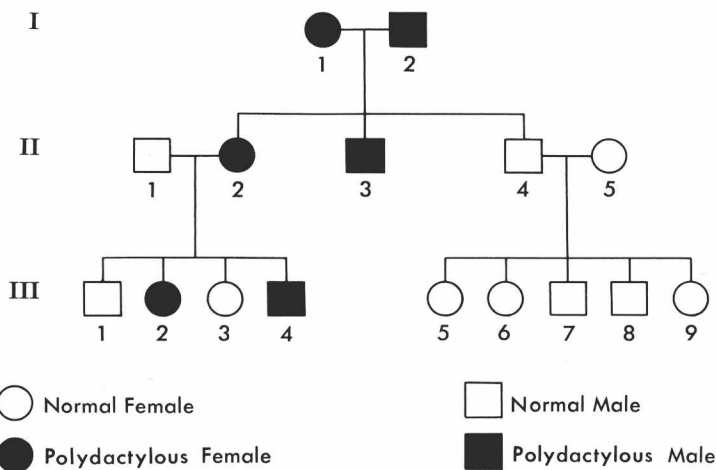 I
1 2
II
1 2 3 4 5
III
1 2 3 4 5 6 7 8 9
Normal Female Normal Male
Polydactylous Female Polydactylous Male